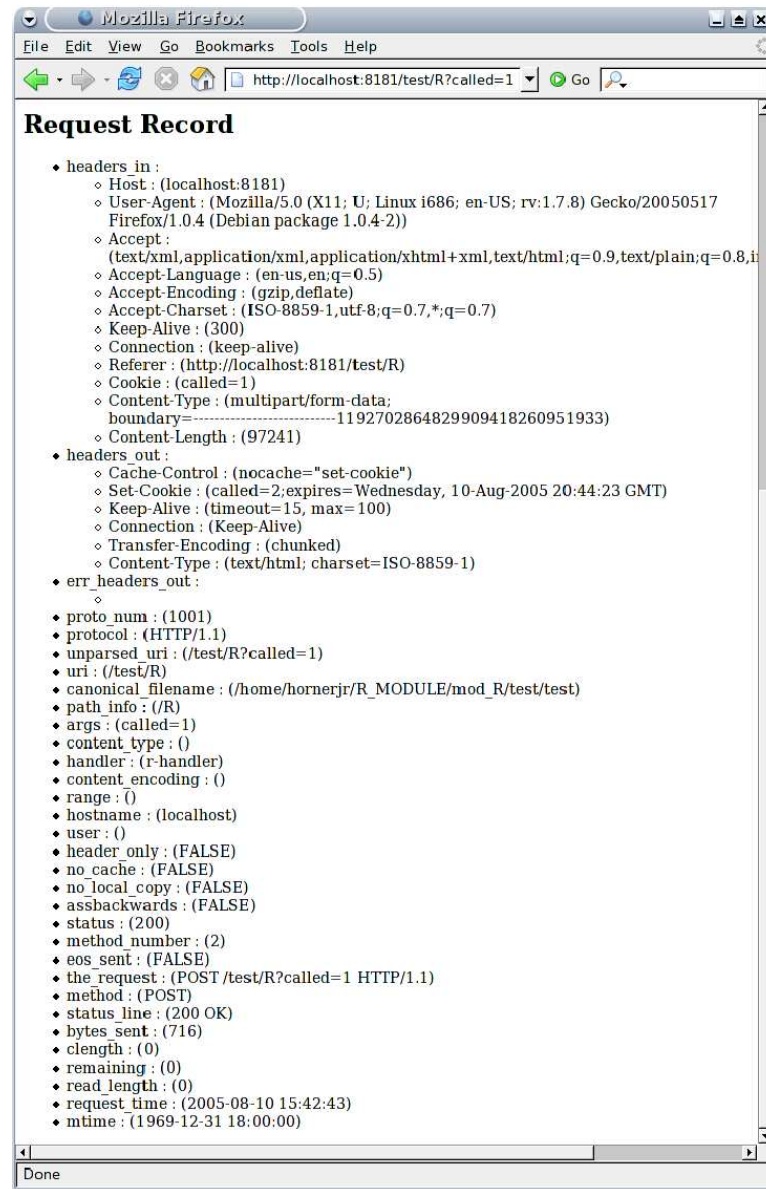 Mozilla Firefox
File Edit View Go Bookmarks Tools Help
http://localhost:8181/test/R?called=1 Go
Request Record
headers_in :
Host : (localhost:8181)
User-Agent : (Mozilla/5.0 (X11; U; Linux i686; en-US; rv:1.7.8) Gecko/20050517
Firefox/1.0.4 (Debian package 1.0.4-2))
Accept :
(text/xml,application/xml,application/xhtml+xml,text/html;q=0.9,text/plain;q=0.8,i
Accept-Language : (en-us,en;q=0.5)
Accept-Encoding : (gzip,deflate)
Accept-Charset : (ISO-8859-1,utf-8;q=0.7,*;q=0.7)
Keep-Alive : (300)
Connection : (keep-alive)
Referer : (http://localhost:8181/test/R)
Cookie : (called=1)
Content-Type : (multipart/form-data;
boundary=---------------------------1192702864829909418260951933)
Content-Length : (97241)
headers_out :
Cache-Control : (nocache="set-cookie")
Set-Cookie : (called=2;expires=Wednesday, 10-Aug-2005 20:44:23 GMT)
Keep-Alive : (timeout=15, max=100)
Connection : (Keep-Alive)
Transfer-Encoding : (chunked)
Content-Type : (text/html; charset=ISO-8859-1)
err_headers_out :
proto_num : (1001)
protocol : (HTTP/1.1)
unparsed_uri : (/test/R?called=1)
uri : (/test/R)
canonical_filename : (/home/hornerjr/R_MODULE/mod_R/test/test)
path_info : (/R)
args : (called=1)
content_type : ()
handler : (r-handler)
content_encoding : ()
range : ()
hostname : (localhost)
user : ()
header_only : (FALSE)
no_cache : (FALSE)
no_local_copy : (FALSE)
assbackwards : (FALSE)
status : (200)
method_number : (2)
eos_sent : (FALSE)
the_request : (POST /test/R?called=1 HTTP/1.1)
method : (POST)
status_line : (200 OK)
bytes_sent : (716)
clength : (0)
remaining : (0)
read_length : (0)
request_time : (2005-08-10 15:42:43)
mtime : (1969-12-31 18:00:00)
Done